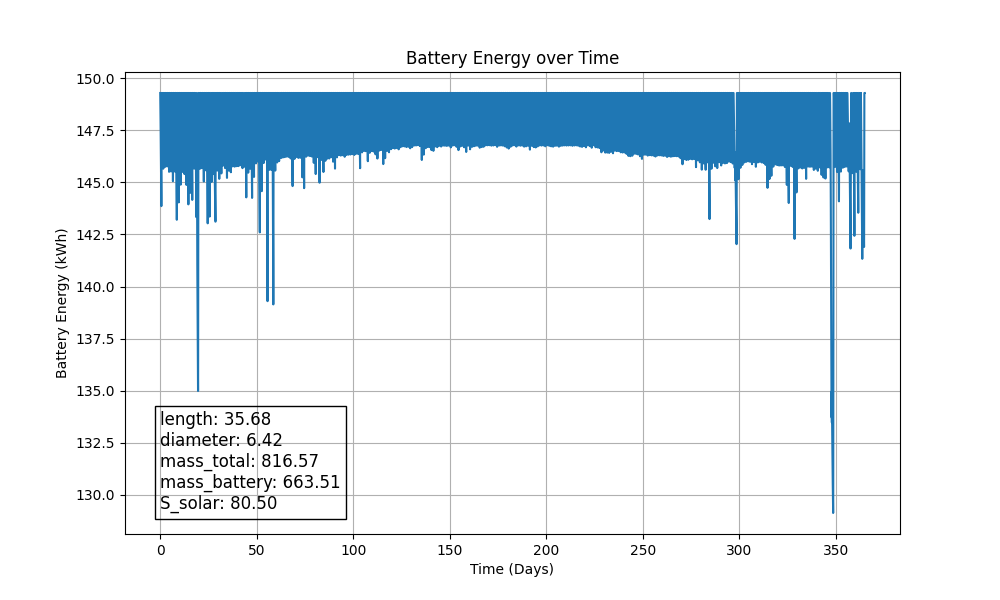 Battery Energy over Time
150.0
147.5
145.0
142.5
140.0
137.5
135.0
132.5
130.0
Battery Energy (kWh)
length: 35.68
diameter: 6.42
mass_total: 816.57
mass_battery: 663.51
S_solar: 80.50
0 50 100 150 200 250 300 350
Time (Days)